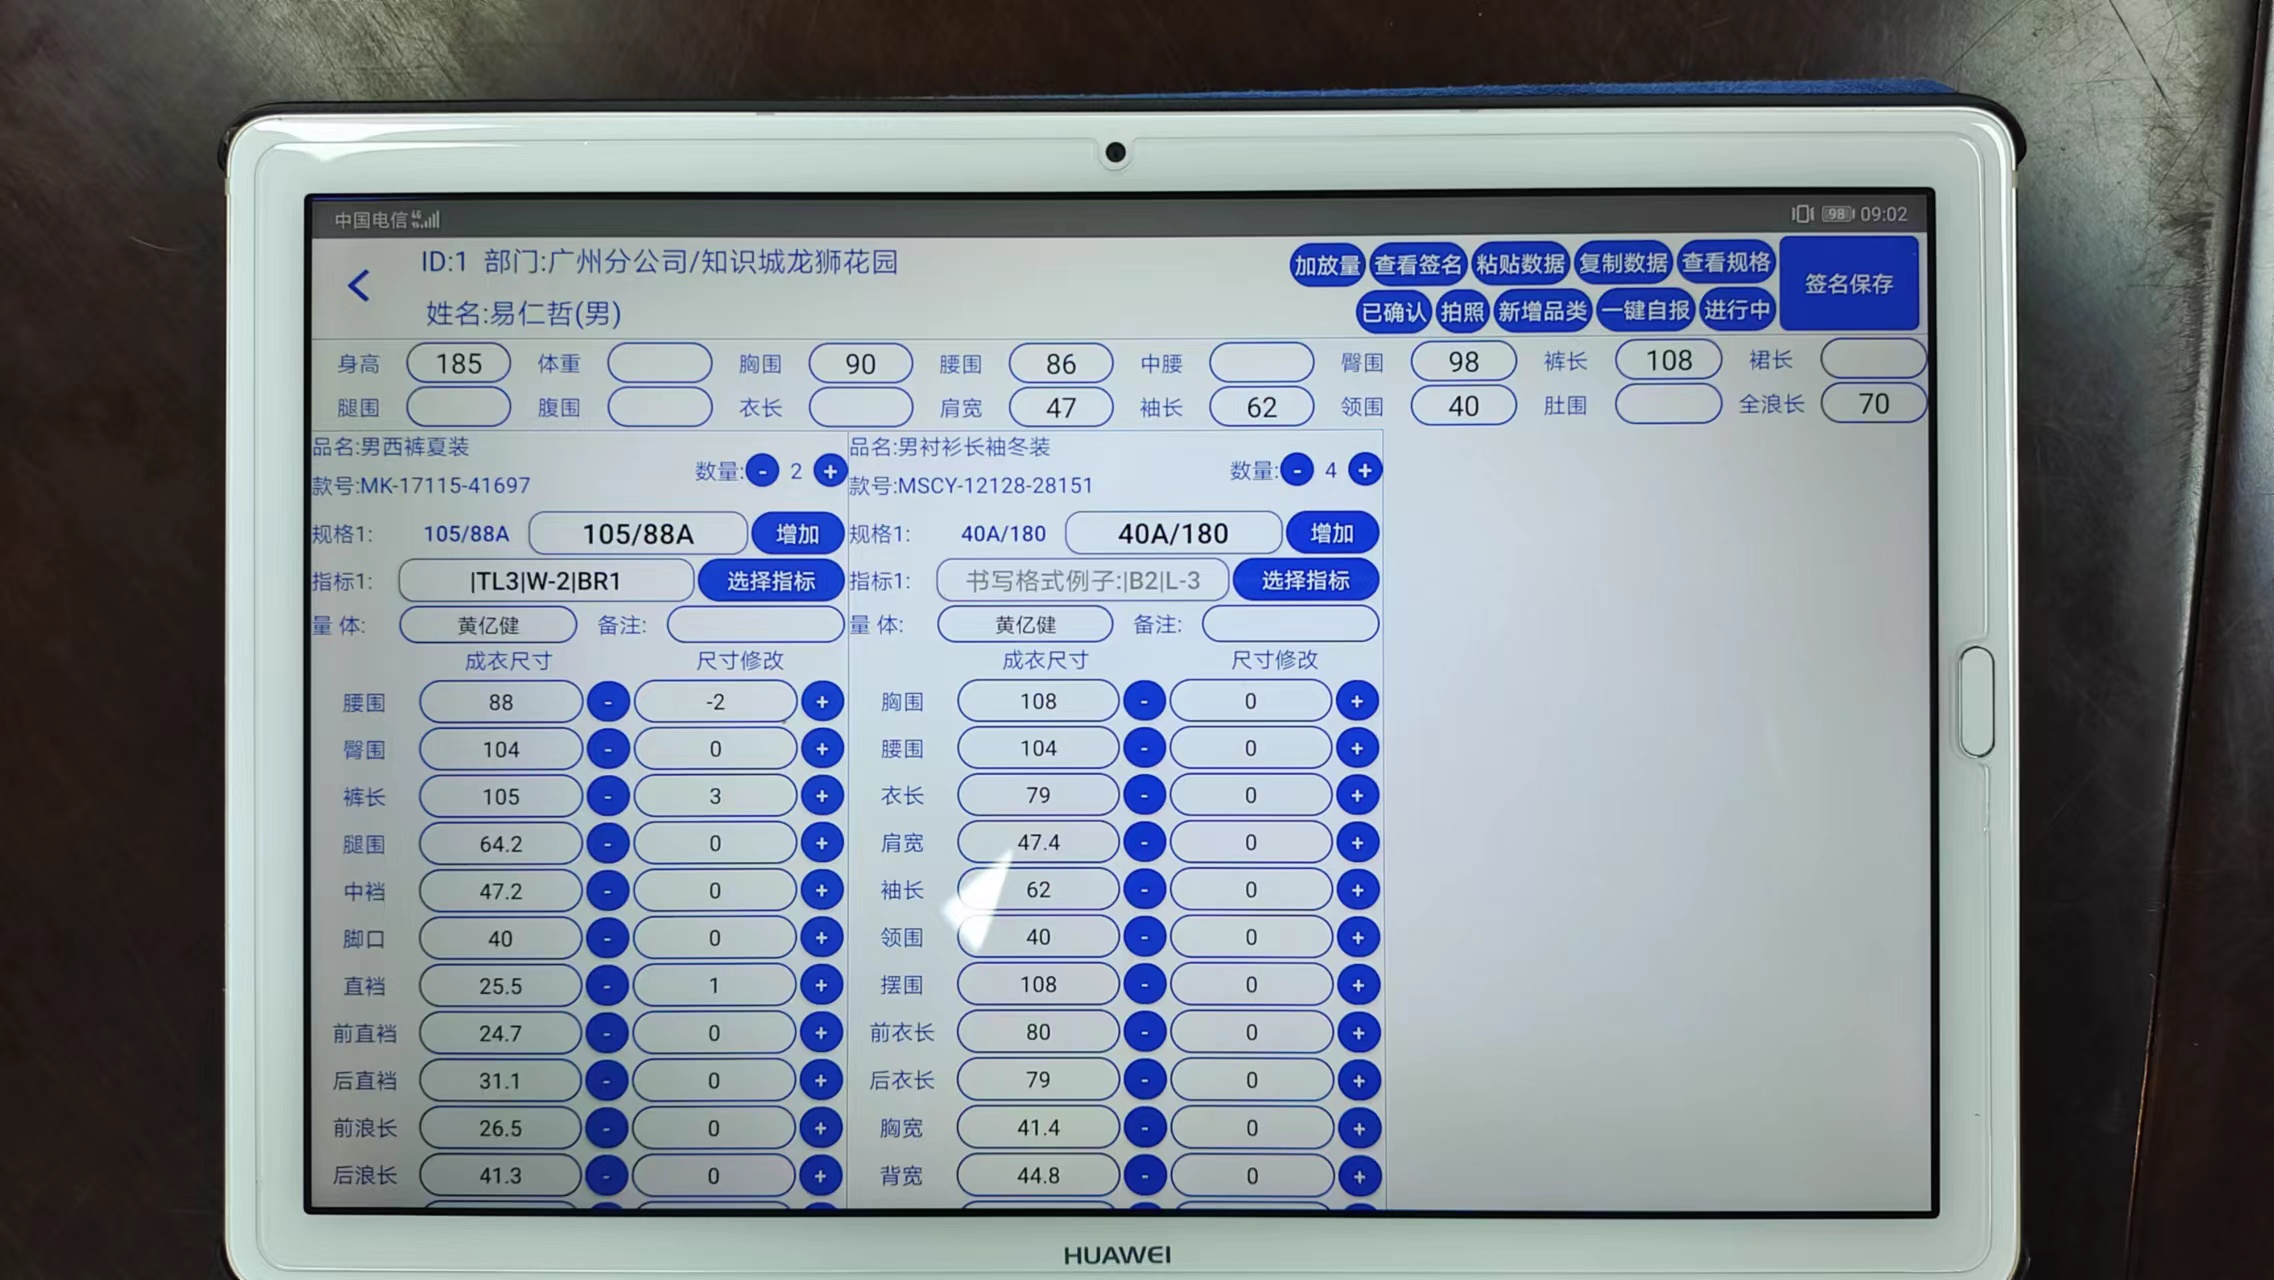 中国电信 4G
98 09:02
ID:1 部门:广州分公司/知识城龙狮花园
姓名:易仁哲(男)
加放量 查看签名 粘贴数据 复制数据 查看规格
已确认 拍照 新增品类 一键自报 进行中
签名保存
身高 185 体重 胸围 90 腰围 86 中腰 臀围 98 裤长 108 裙长
腿围 腹围 衣长 肩宽 47 袖长 62 领围 40 肚围 全浪长 70
品名:男西裤夏装
款号:MK-17115-41697
数量: - 2 +
规格1: 105/88A 105/88A 增加
指标1: |TL3|W-2|BR1 选择指标
量 体: 黄亿健 备注:
成衣尺寸 尺寸修改
腰围 88 - -2 +
臀围 104 - 0 +
裤长 105 - 3 +
腿围 64.2 - 0 +
中裆 47.2 - 0 +
脚口 40 - 0 +
直裆 25.5 - 1 +
前直裆 24.7 - 0 +
后直裆 31.1 - 0 +
前浪长 26.5 - 0 +
后浪长 41.3 - 0 +
品名:男衬衫长袖冬装
款号:MSCY-12128-28151
数量: - 4 +
规格1: 40A/180 40A/180 增加
指标1: 书写格式例子:|B2|L-3 选择指标
量 体: 黄亿健 备注:
成衣尺寸 尺寸修改
胸围 108 - 0 +
腰围 104 - 0 +
衣长 79 - 0 +
肩宽 47.4 - 0 +
袖长 62 - 0 +
领围 40 - 0 +
摆围 108 - 0 +
前衣长 80 - 0 +
后衣长 79 - 0 +
胸宽 41.4 - 0 +
背宽 44.8 - 0 +
HUAWEI